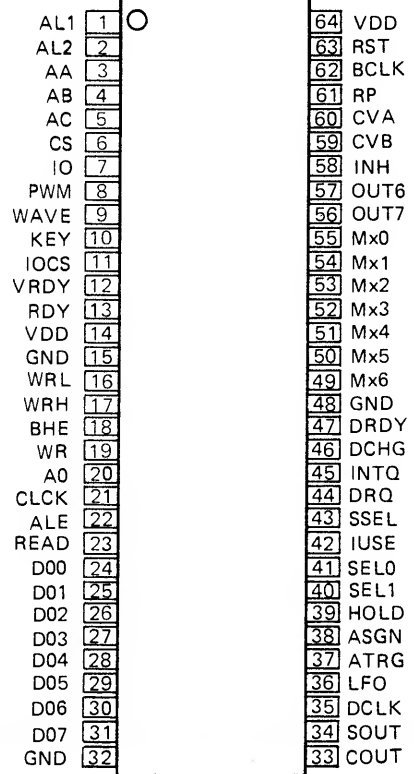 AL1 1 64 VDD
AL2 2 63 RST
AA 3 62 BCLK
AB 4 61 RP
AC 5 60 CVA
CS 6 59 CVB
IO 7 58 INH
PWM 8 57 OUT6
WAVE 9 56 OUT7
KEY 10 55 Mx0
IOCS 11 54 Mx1
VRDY 12 53 Mx2
RDY 13 52 Mx3
VDD 14 51 Mx4
GND 15 50 Mx5
WRL 16 49 Mx6
WRH 17 48 GND
BHE 18 47 DRDY
WR 19 46 DCHG
A0 20 45 INTQ
CLCK 21 44 DRQ
ALE 22 43 SSEL
READ 23 42 IUSE
D00 24 41 SEL0
D01 25 40 SEL1
D02 26 39 HOLD
D03 27 38 ASGN
D04 28 37 ATRG
D05 29 36 LFO
D06 30 35 DCLK
D07 31 34 SOUT
GND 32 33 COUT